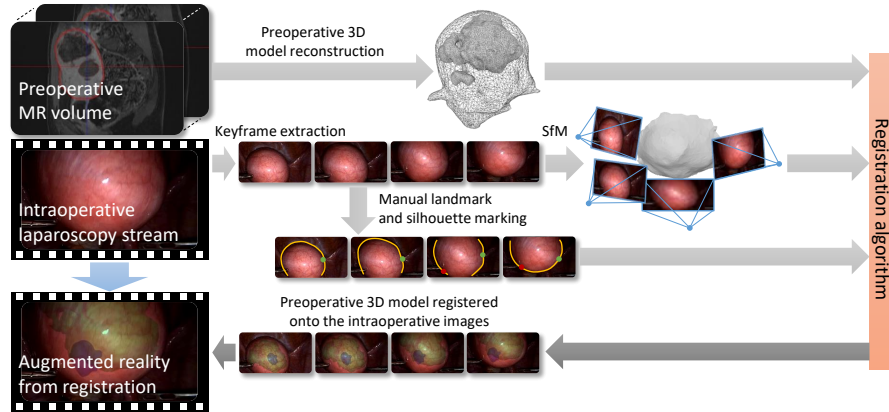 Preoperative 3D
model reconstruction
Preoperative
MR volume
Keyframe extraction
SfM
Registration algorithm
Intraoperative
laparoscopy stream
Manual landmark
and silhouette marking
Preoperative 3D model registered
onto the intraoperative images
Augmented reality
from registration